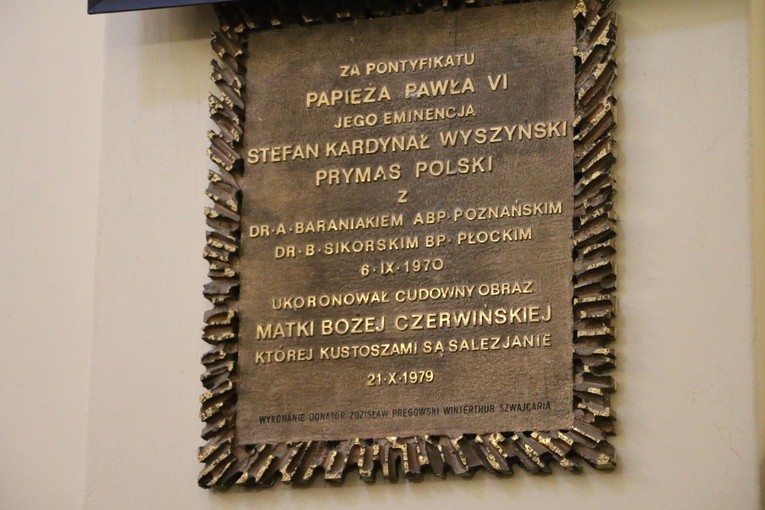 ZA PONTYFIKATU
PAPIEŻA PAWŁA VI
JEGO EMINENCJA
STEFAN KARDYNAŁ WYSZYŃSKI
PRYMAS POLSKI
Z
DR·A·BARANIAKIEM ABP·POZNAŃSKIM
DR·B·SIKORSKIM BP·PŁOCKIM
6·IX·1970
UKORONOWAŁ CUDOWNY OBRAZ
MATKI BOŻEJ CZERWIŃSKIEJ
KTÓREJ KUSTOSZAMI SĄ SALEZJANIE
21·X·1979
WYKONANIE DONATOR ZDZISŁAW PRĘGOWSKI WINTERTHUR SZWAJCARIA